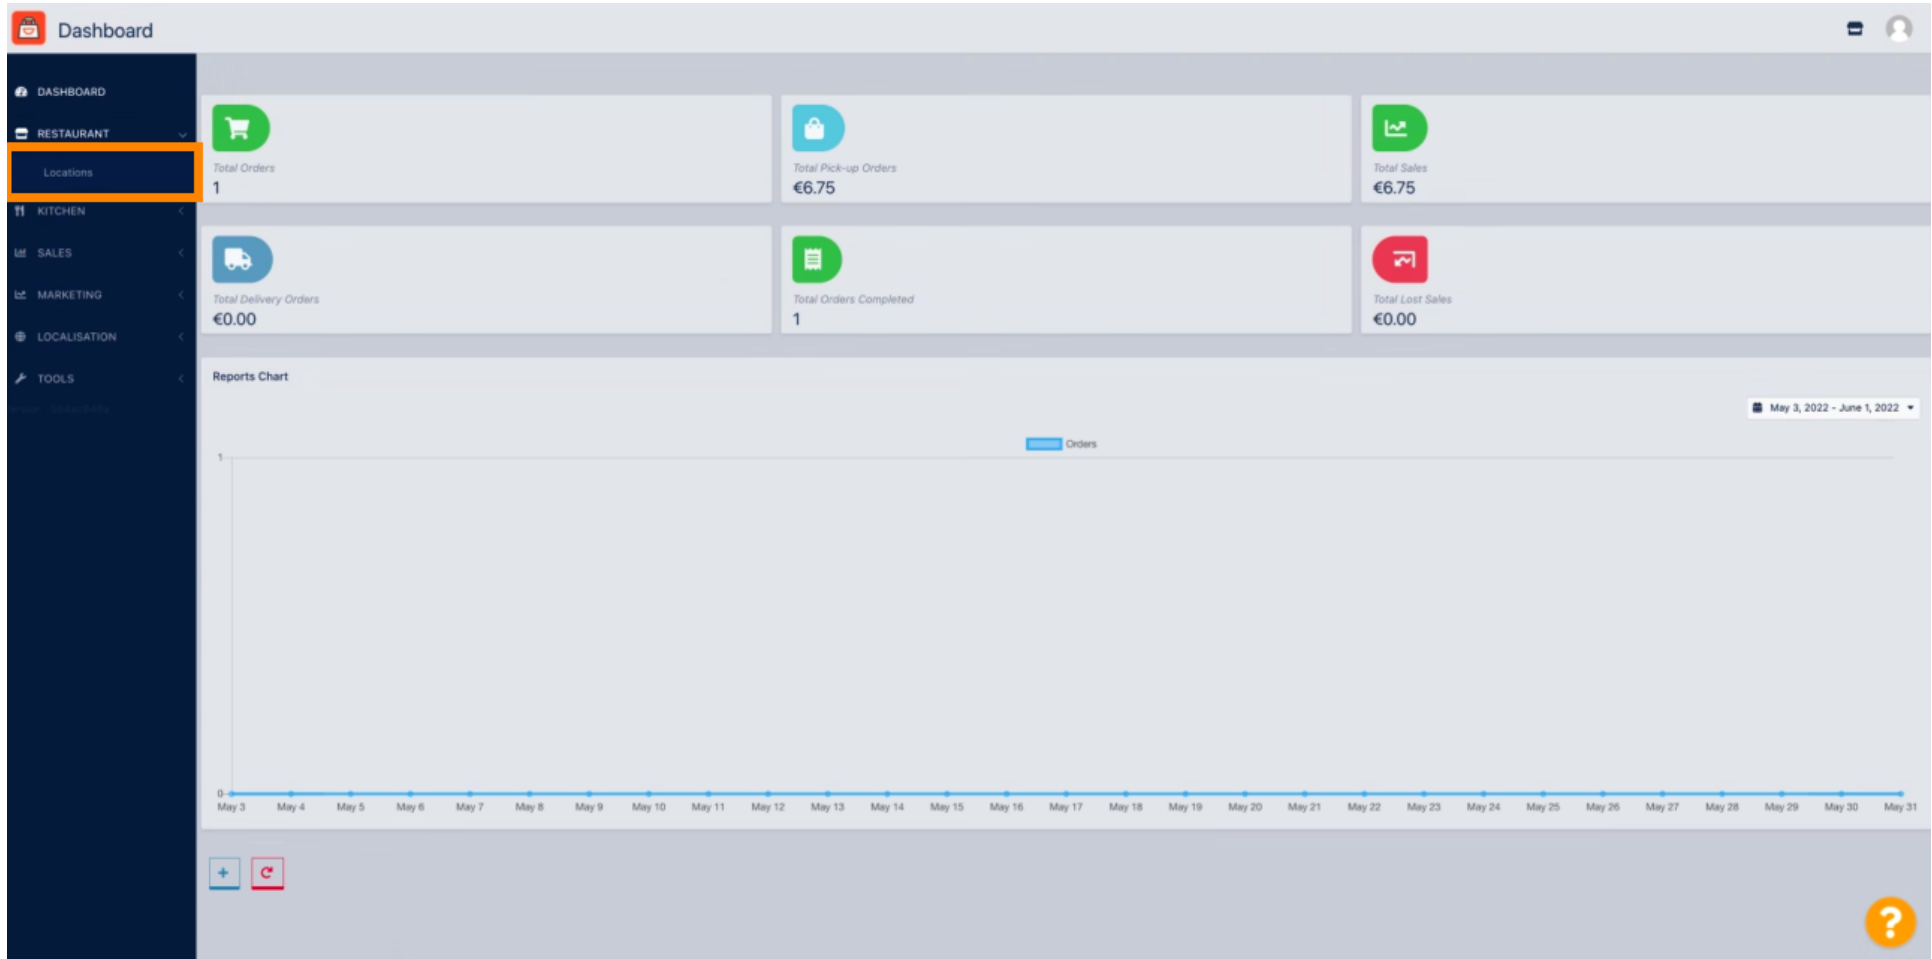 Dashboard
DASHBOARD
RESTAURANT
Locations
KITCHEN
SALES
MARKETING
LOCALISATION
TOOLS
Total Orders
1
Total Pick-up Orders
€6.75
Total Sales
€6.75
Total Delivery Orders
€0.00
Total Orders Completed
1
Total Lost Sales
€0.00
Reports Chart
May 3, 2022 - June 1, 2022
Orders
1
0
May 3 May 4 May 5 May 6 May 7 May 8 May 9 May 10 May 11 May 12 May 13 May 14 May 15 May 16 May 17 May 18 May 19 May 20 May 21 May 22 May 23 May 24 May 25 May 26 May 27 May 28 May 29 May 30 May 31
?